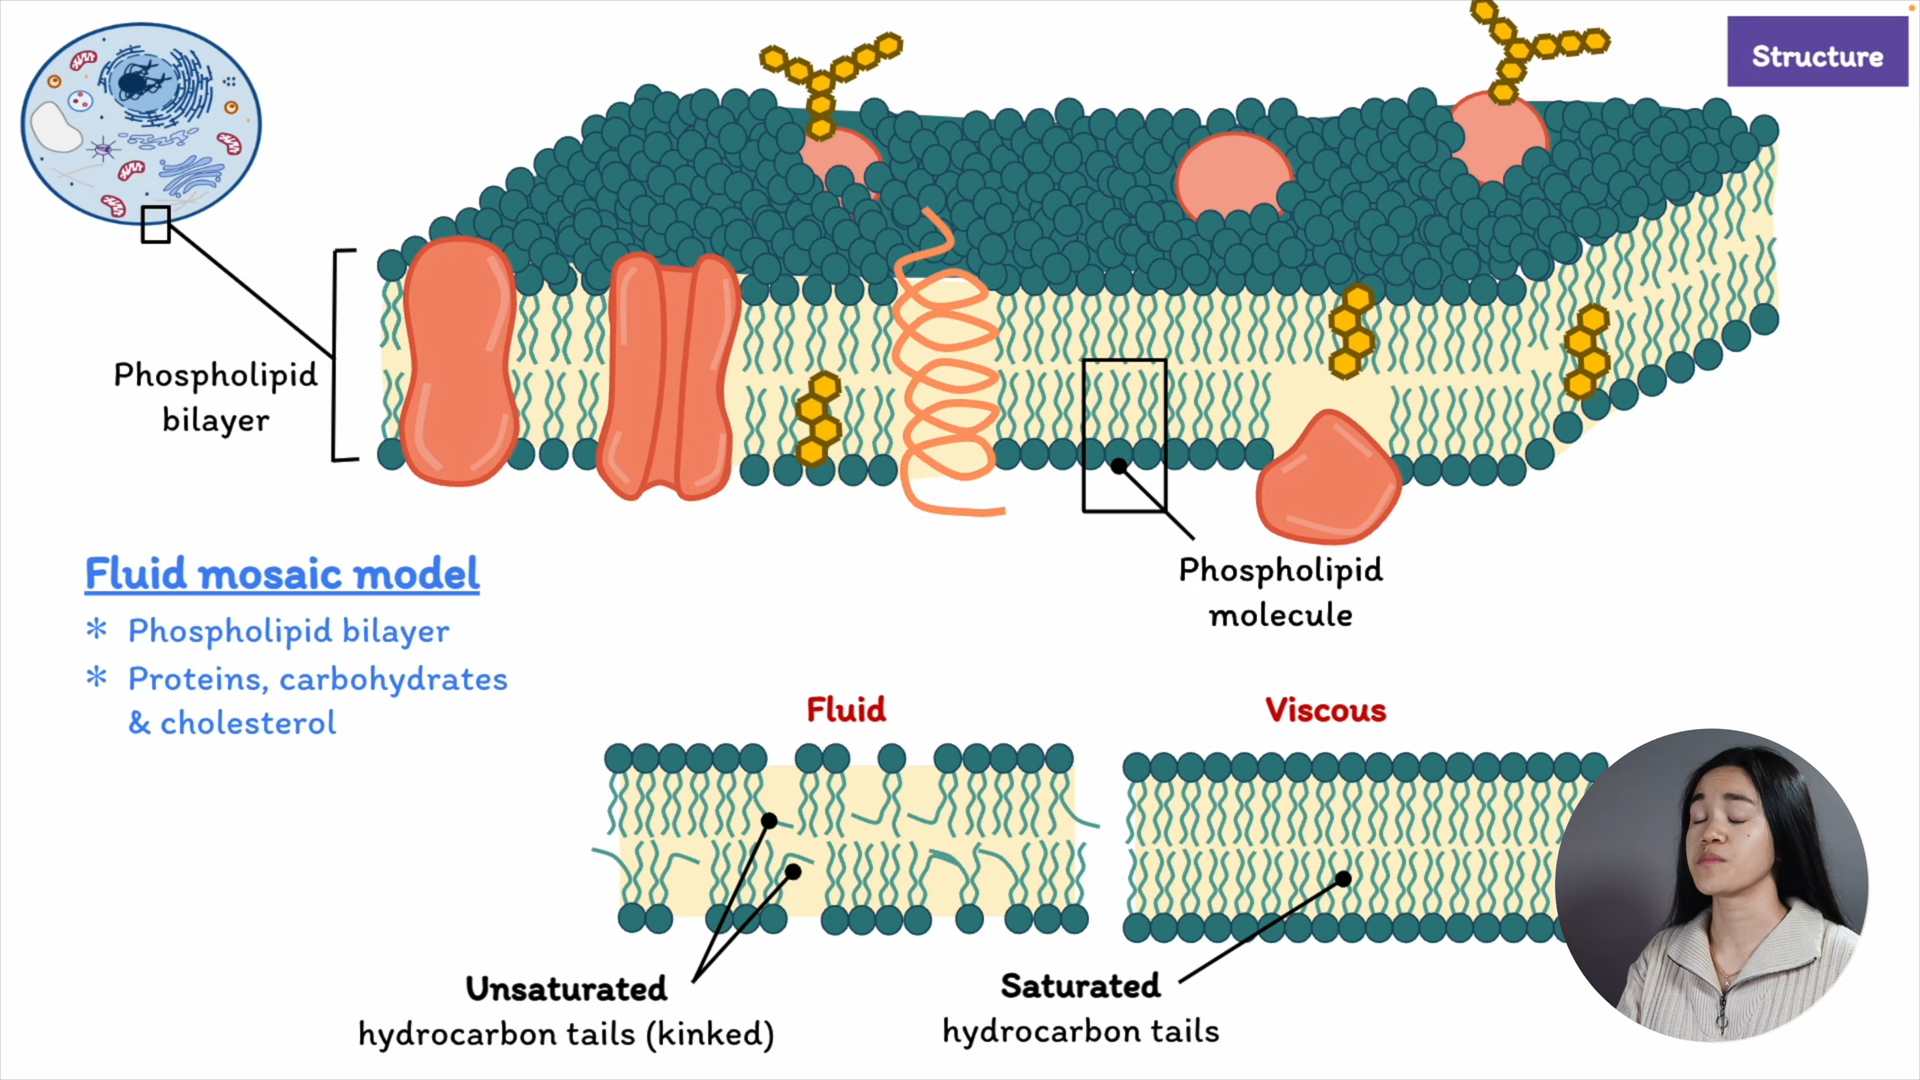 Structure
Phospholipid
bilayer
Phospholipid
molecule
Fluid mosaic model
* Phospholipid bilayer
* Proteins, carbohydrates
& cholesterol
Fluid
Viscous
Unsaturated
hydrocarbon tails (kinked)
Saturated
hydrocarbon tails